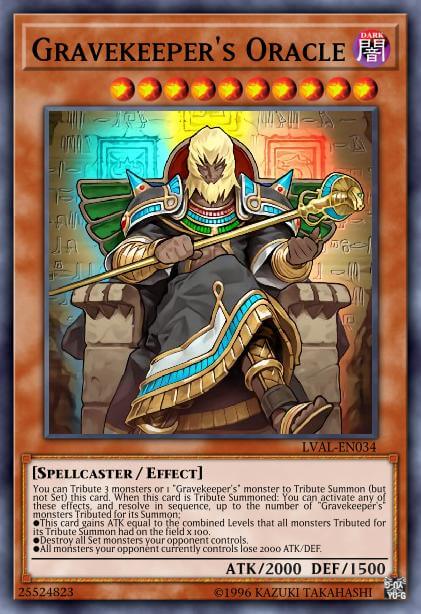 Gravekeeper's Oracle
DARK
闇
LVAL-EN034
[Spellcaster / Effect]
You can Tribute 3 monsters or 1 "Gravekeeper's" monster to Tribute Summon (but
not Set) this card. When this card is Tribute Summoned: You can activate any of
these effects, and resolve in sequence, up to the number of "Gravekeeper's"
monsters Tributed for its Summon;
●This card gains ATK equal to the combined Levels that all monsters Tributed for
its Tribute Summon had on the field x 100.
●Destroy all Set monsters your opponent controls.
●All monsters your opponent currently controls lose 2000 ATK/DEF.
ATK/2000 DEF/1500
25524823
©1996 KAZUKI TAKAHASHI